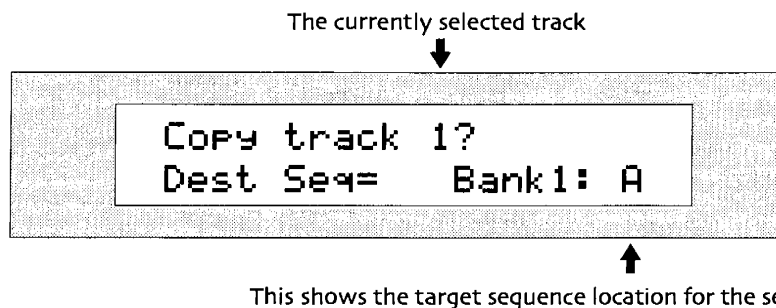 The currently selected track
Copy track 1?
Dest Seq= Bank1: A
This shows the target sequence location for the se